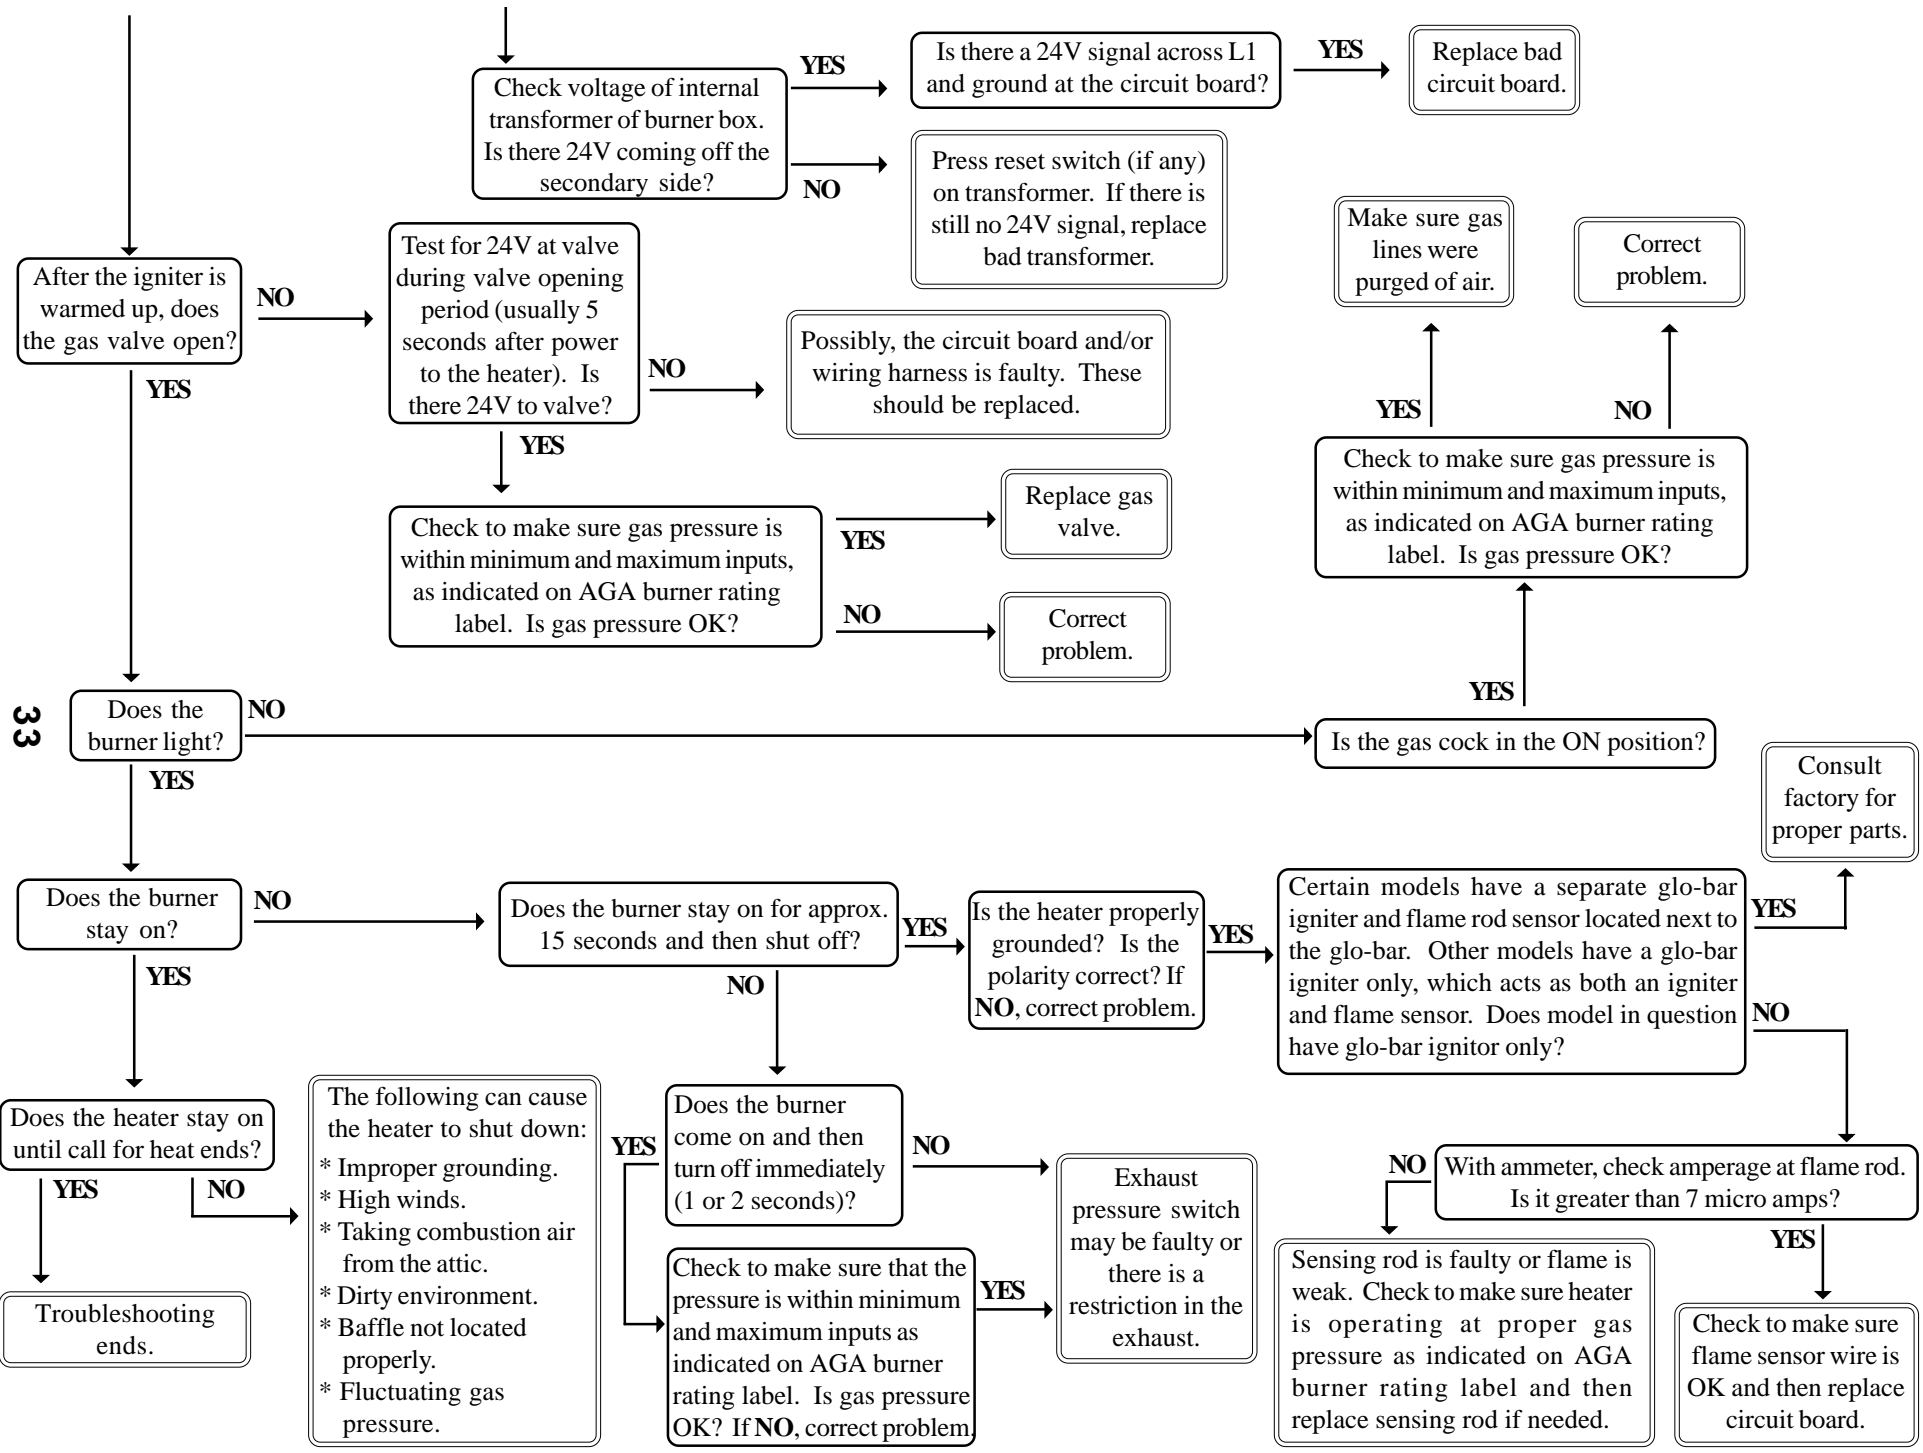 Check voltage of internal
transformer of burner box.
Is there 24V coming off the
secondary side?
YES
Is there a 24V signal across L1
and ground at the circuit board?
YES
Replace bad
circuit board.
NO
Press reset switch (if any)
on transformer. If there is
still no 24V signal, replace
bad transformer.
After the igniter is
warmed up, does
the gas valve open?
NO
Test for 24V at valve
during valve opening
period (usually 5
seconds after power
to the heater). Is
there 24V to valve?
NO
Possibly, the circuit board and/or
wiring harness is faulty. These
should be replaced.
YES
YES
Check to make sure gas pressure is
within minimum and maximum inputs,
as indicated on AGA burner rating
label. Is gas pressure OK?
YES
Replace gas
valve.
NO
Correct
problem.
Make sure gas
lines were
purged of air.
Correct
problem.
YES
NO
Check to make sure gas pressure is
within minimum and maximum inputs,
as indicated on AGA burner rating
label. Is gas pressure OK?
YES
33
Does the
burner light?
NO
Is the gas cock in the ON position?
YES
Does the burner
stay on?
NO
Does the burner stay on for approx.
15 seconds and then shut off?
YES
Is the heater properly
grounded? Is the
polarity correct? If
NO, correct problem.
YES
Certain models have a separate glo-bar
igniter and flame rod sensor located next to
the glo-bar. Other models have a glo-bar
igniter only, which acts as both an igniter
and flame sensor. Does model in question
have glo-bar ignitor only?
YES
Consult
factory for
proper parts.
NO
YES
NO
Does the heater stay on
until call for heat ends?
YES
NO
Troubleshooting
ends.
The following can cause
the heater to shut down:
* Improper grounding.
* High winds.
* Taking combustion air
from the attic.
* Dirty environment.
* Baffle not located
properly.
* Fluctuating gas
pressure.
Does the burner
come on and then
turn off immediately
(1 or 2 seconds)?
YES
NO
Check to make sure that the
pressure is within minimum
and maximum inputs as
indicated on AGA burner
rating label. Is gas pressure
OK? If NO, correct problem.
YES
Exhaust
pressure switch
may be faulty or
there is a
restriction in the
exhaust.
With ammeter, check amperage at flame rod.
Is it greater than 7 micro amps?
NO
YES
Sensing rod is faulty or flame is
weak. Check to make sure heater
is operating at proper gas
pressure as indicated on AGA
burner rating label and then
replace sensing rod if needed.
Check to make sure
flame sensor wire is
OK and then replace
circuit board.